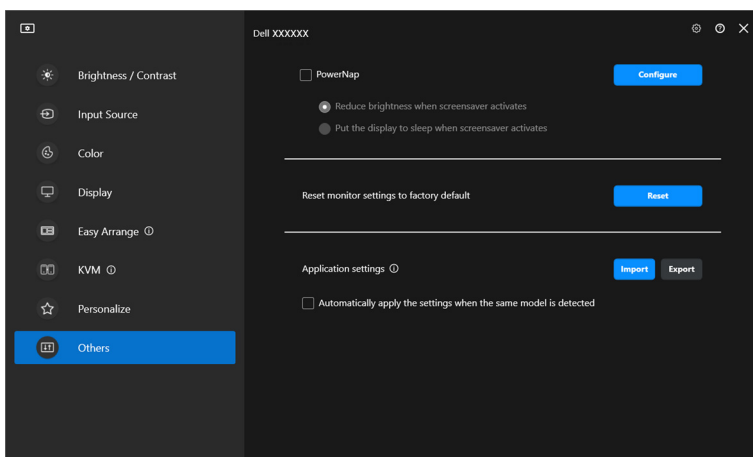 Dell XXXXXX
Brightness / Contrast
Input Source
Color
Display
Easy Arrange
KVM
Personalize
Others
PowerNap
Configure
Reduce brightness when screensaver activates
Put the display to sleep when screensaver activates
Reset monitor settings to factory default
Reset
Application settings
Import
Export
Automatically apply the settings when the same model is detected